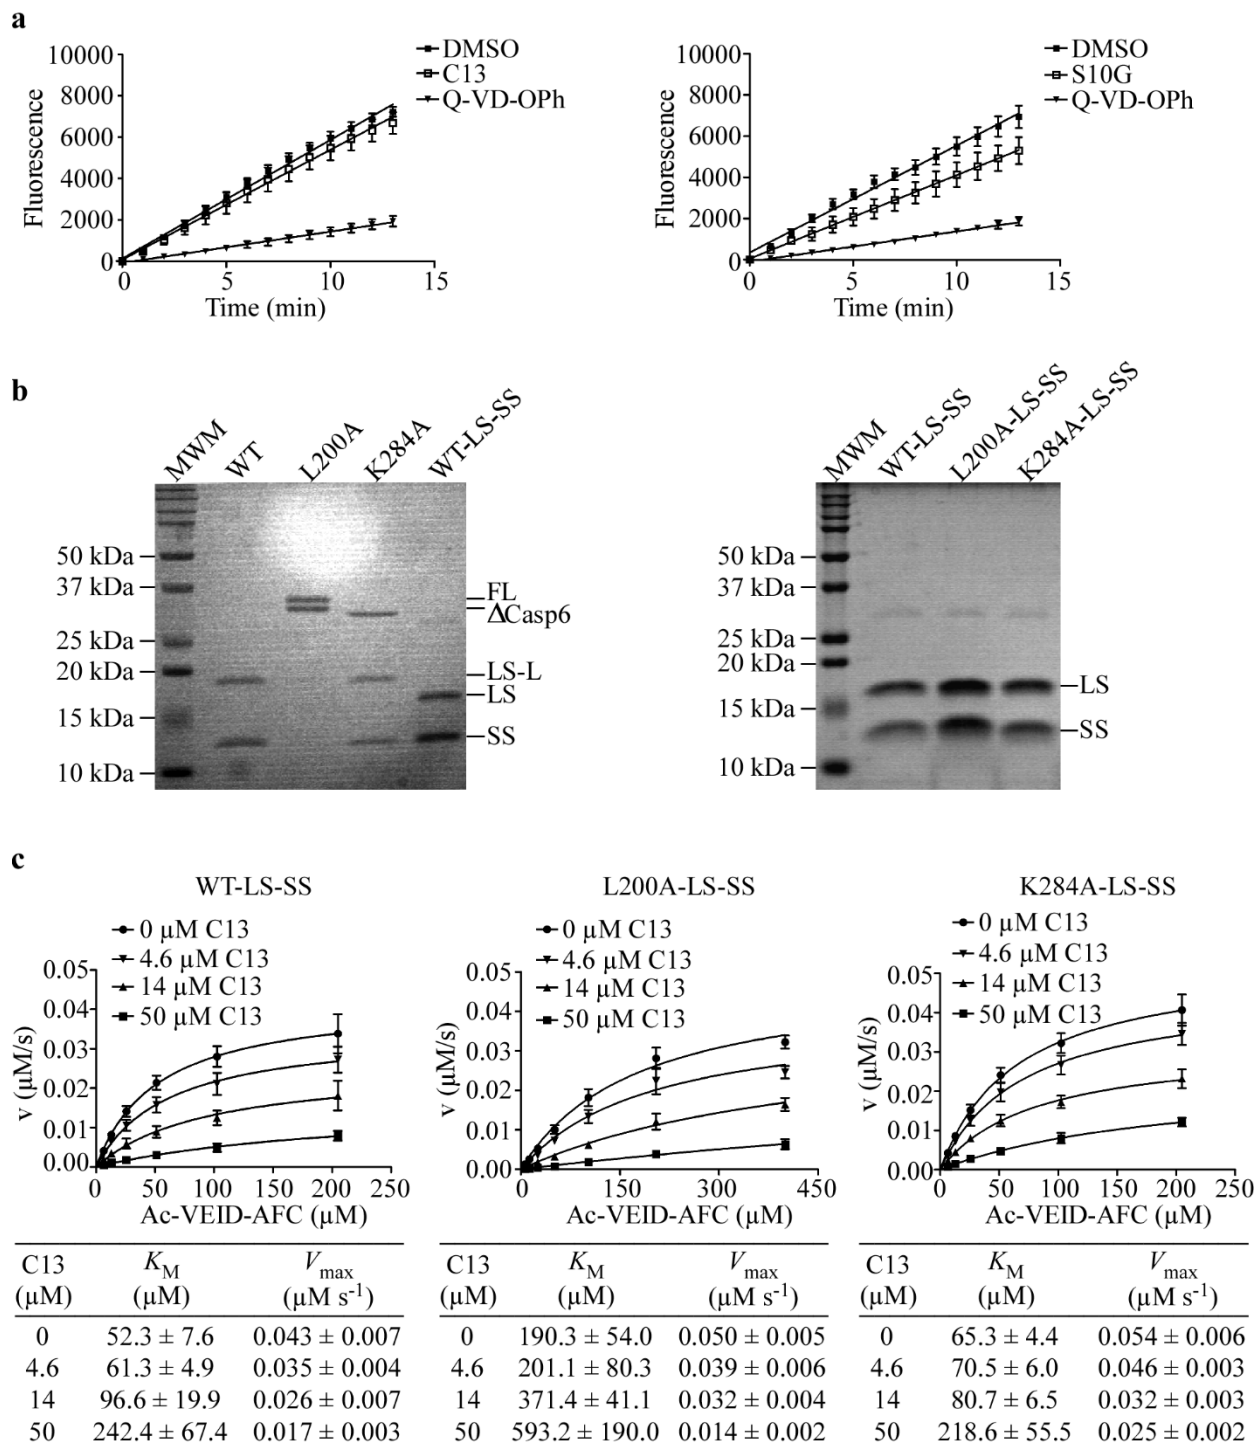 a
10000
8000
6000
4000
2000
0
Fluorescence
0
5
10
15
Time (min)
DMSO
C13
Q-VD-OPh
10000
8000
6000
4000
2000
0
Fluorescence
0
5
10
15
Time (min)
DMSO
S10G
Q-VD-OPh
b
MWM
WT
L200A
K284A
WT-LS-SS
50 kDa
37 kDa
25 kDa
20 kDa
15 kDa
10 kDa
FL
ΔCasp6
LS-L
LS
SS
MWM
WT-LS-SS
L200A-LS-SS
K284A-LS-SS
50 kDa
37 kDa
25 kDa
20 kDa
15 kDa
10 kDa
LS
SS
c
WT-LS-SS
0 µM C13
4.6 µM C13
14 µM C13
50 µM C13
0.05
0.04
0.03
0.02
0.01
0.00
v (µM/s)
0 50 100 150 200 250
Ac-VEID-AFC (µM)
L200A-LS-SS
0 µM C13
4.6 µM C13
14 µM C13
50 µM C13
0.05
0.04
0.03
0.02
0.01
0.00
v (µM/s)
0 150 300 450
Ac-VEID-AFC (µM)
K284A-LS-SS
0 µM C13
4.6 µM C13
14 µM C13
50 µM C13
0.05
0.04
0.03
0.02
0.01
0.00
v (µM/s)
0 50 100 150 200 250
Ac-VEID-AFC (µM)
C13 (µM) KM (µM) Vmax (µM s-1)
0 52.3 ± 7.6 0.043 ± 0.007
4.6 61.3 ± 4.9 0.035 ± 0.004
14 96.6 ± 19.9 0.026 ± 0.007
50 242.4 ± 67.4 0.017 ± 0.003
C13 (µM) KM (µM) Vmax (µM s-1)
0 190.3 ± 54.0 0.050 ± 0.005
4.6 201.1 ± 80.3 0.039 ± 0.006
14 371.4 ± 41.1 0.032 ± 0.004
50 593.2 ± 190.0 0.014 ± 0.002
C13 (µM) KM (µM) Vmax (µM s-1)
0 65.3 ± 4.4 0.054 ± 0.006
4.6 70.5 ± 6.0 0.046 ± 0.003
14 80.7 ± 6.5 0.032 ± 0.003
50 218.6 ± 55.5 0.025 ± 0.002